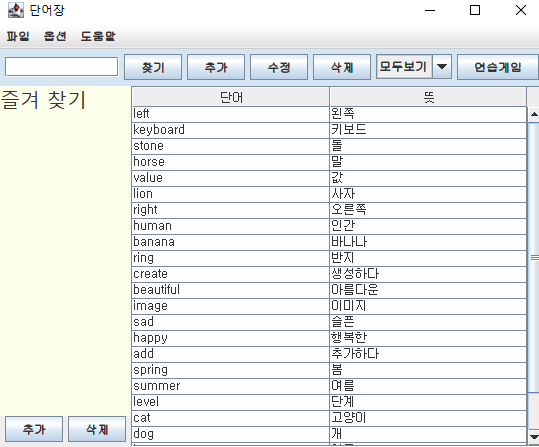 단어장
파일 옵션 도움말
찾기 추가 수정 삭제 모두보기 연습게임
즐겨 찾기
단어 뜻
left 왼쪽
keyboard 키보드
stone 돌
horse 말
value 값
lion 사자
right 오른쪽
human 인간
banana 바나나
ring 반지
create 생성하다
beautiful 아름다운
image 이미지
sad 슬픈
happy 행복한
add 추가하다
spring 봄
summer 여름
level 단계
cat 고양이
dog 개
추가 삭제